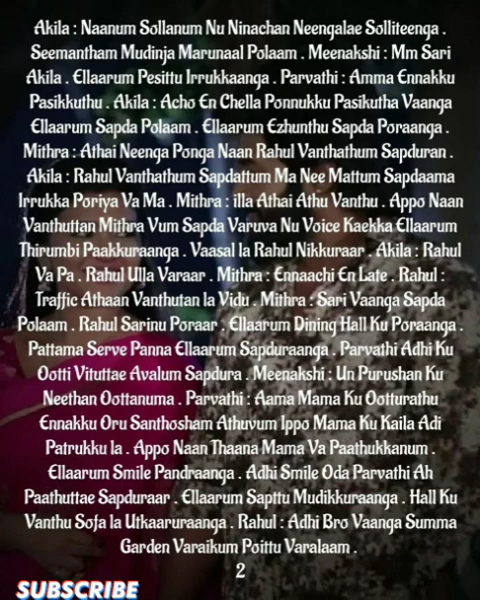 Akila : Naanum Sollanum Nu Ninachan Neengalae Solliteenga .
Seemantham Mudinja Marunaal Polaam . Meenakshi : Mm Sari
Akila . Ellaarum Pesittu Irrukkaanga . Parvathi : Amma Ennakku
Pasikkuthu . Akila : Acho En Chella Ponnukku Pasikutha Vaanga
Ellaarum Sapda Polaam . Ellaarum Ezhunthu Sapda Poraanga .
Mithra : Athai Neenga Ponga Naan Rahul Vanthathum Sapduran .
Akila : Rahul Vanthathum Sapdattum Ma Nee Mattum Sapdaama
Irrukka Poriya Va Ma . Mithra : illa Athai Athu Vanthu . Appo Naan
Vanthuttan Mithra Vum Sapda Varuva Nu Voice Kaekka Ellarum
Thirumbi Paakkuraanga . Vaasal la Rahul Nikkuraar . Akila : Rahul
Va Pa . Rahul Ulla Varaar . Mithra : Ennaachi En Late . Rahul :
Traffic Athaan Vanthutan la Vidu . Mithra : Sari Vaanga Sapda
Polaam . Rahul Sarinu Poraar . Ellaarum Dining Hall Ku Poraanga .
Pattama Serve Panna Ellaarum Sapduraanga . Parvathi Adhi Ku
Ootti Vituttae Avalum Sapdura . Meenakshi : Un Purushan Ku
Neethan Oottanuma . Parvathi : Aama Mama Ku Ootturathu
Ennakku Oru Santhosham Athuvum Ippo Mama Ku Kaila Adi
Patrukku la . Appo Naan Thaana Mama Va Paathukkanum .
Ellaarum Smile Pandraanga . Adhi Smile Oda Parvathi Ah
Paathuttae Sapduraar . Ellaarum Sapttu Mudikkuraanga . Hall Ku
Vanthu Sofa la Utkaaruraanga . Rahul : Adhi Bro Vaanga Summa
Garden Varaikum Poittu Varalaam .
2
SUBSCRIBE